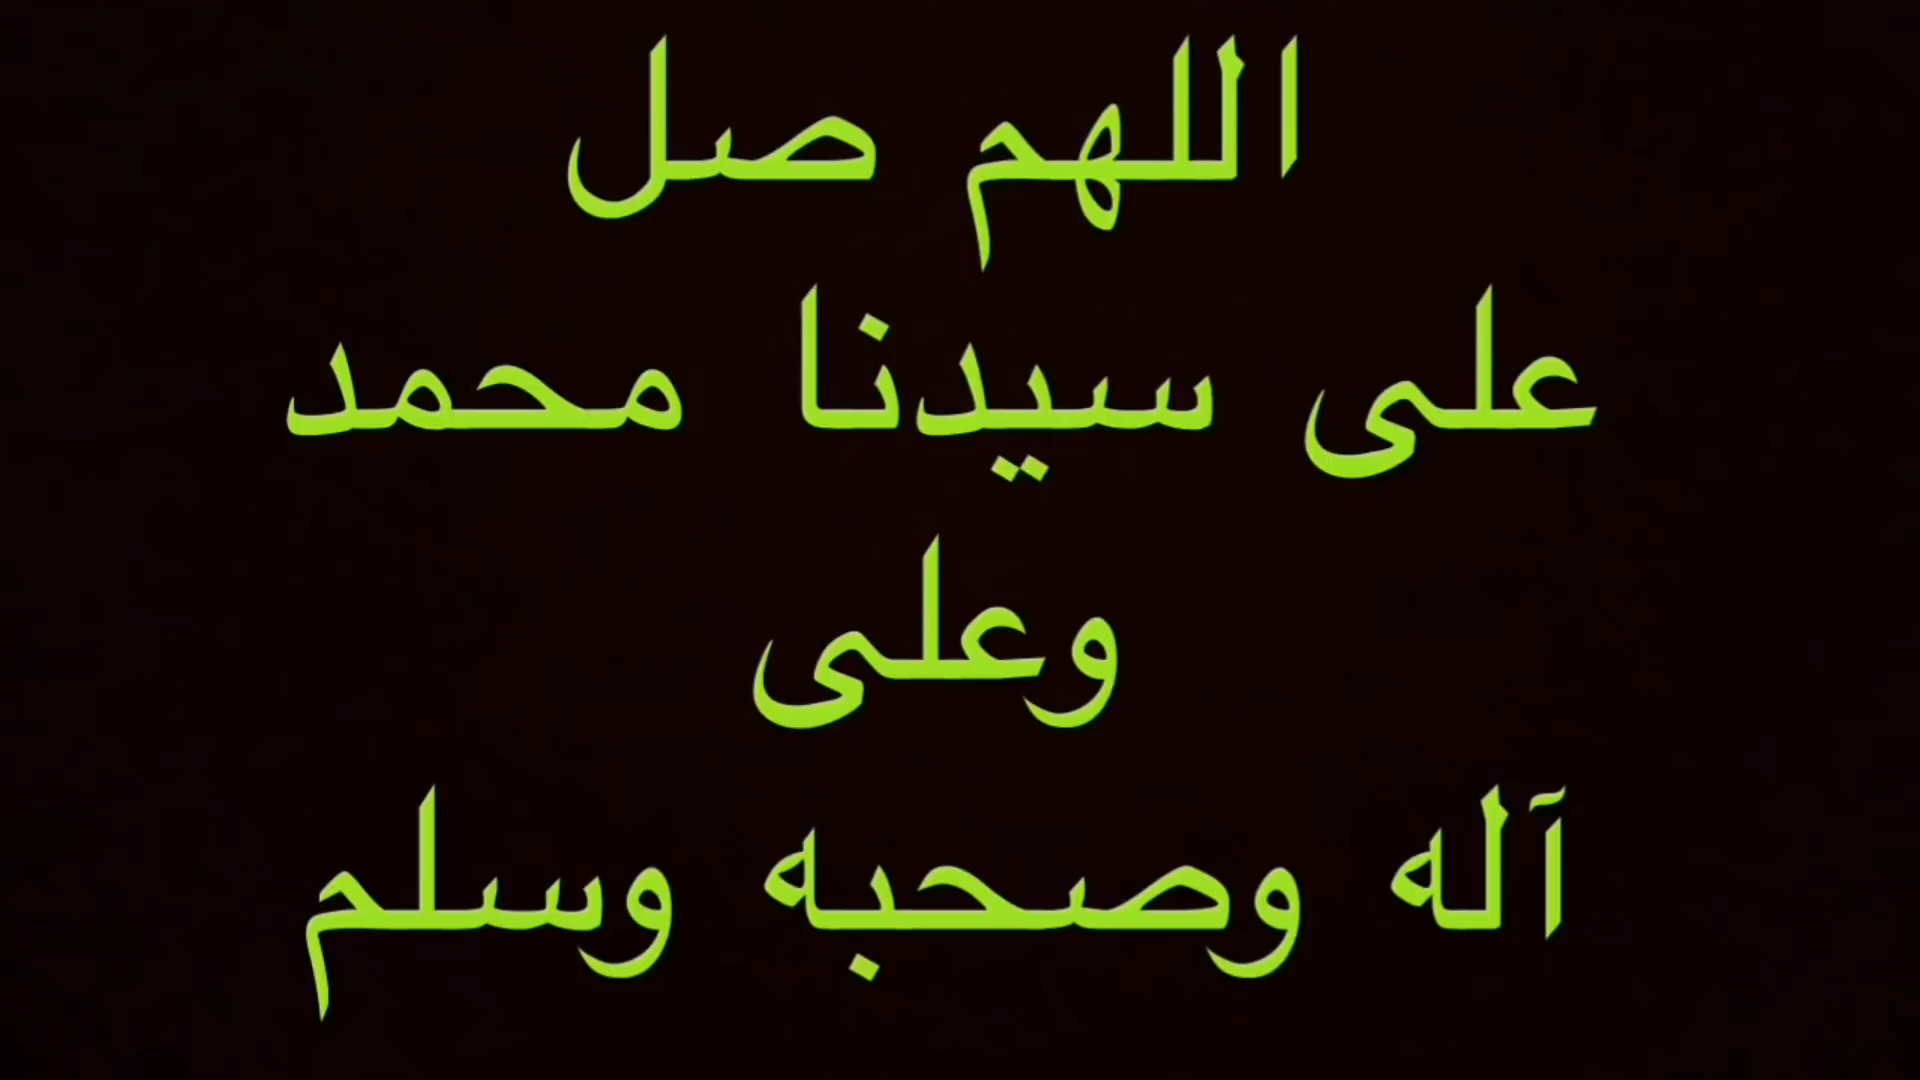 اللهم صل
على سيدنا محمد
وعلى
آله وصحبه وسلم